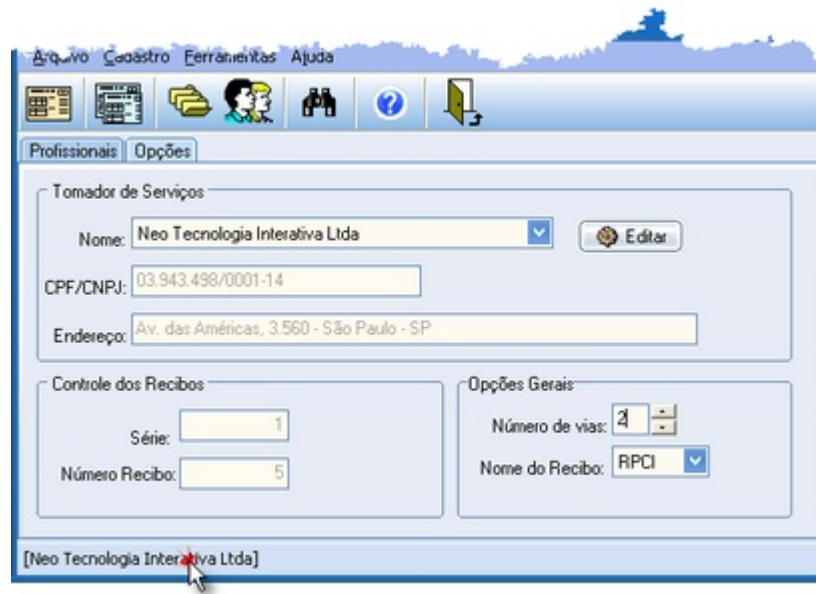 Arquivo Cadastro Ferramentas Ajuda
Profissionais Opções
Tomador de Serviços
Nome: Neo Tecnologia Interativa Ltda Editar
CPF/CNPJ: 03.943.498/0001-14
Endereço: Av. das Américas, 3.560 - São Paulo - SP
Controle dos Recibos
Série: 1
Número Recibo: 5
Opções Gerais
Número de vias: 2
Nome do Recibo: RPCI
[Neo Tecnologia Interativa Ltda]